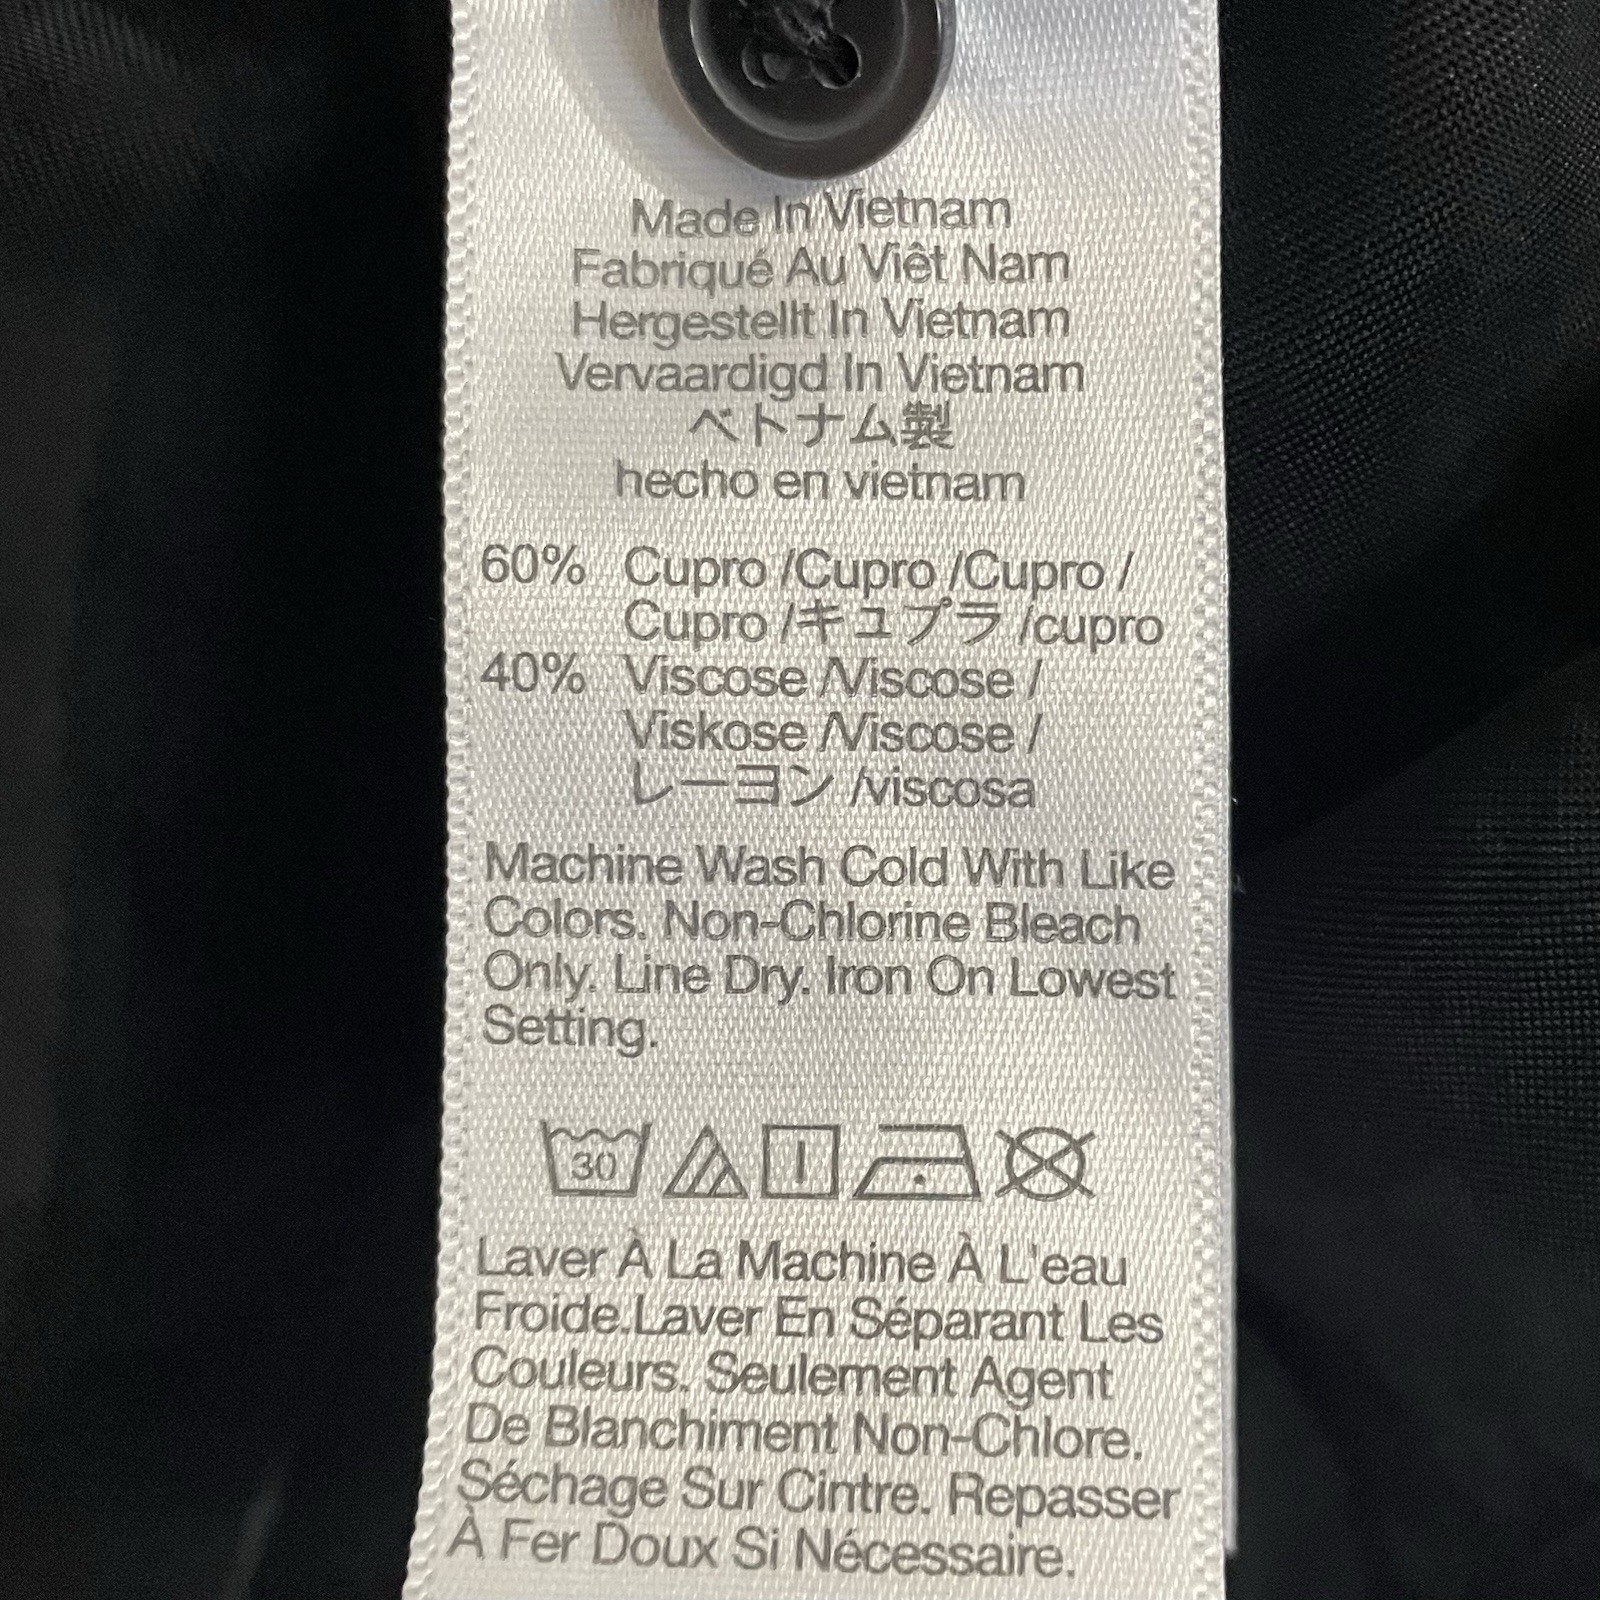 Made In Vietnam
Fabriqué Au Viêt Nam
Hergestellt In Vietnam
Vervaardigd In Vietnam
ベトナム製
hecho en vietnam
60% Cupro /Cupro /Cupro /
Cupro /キュプラ /cupro
40% Viscose /Viscose /
Viskose /Viscose /
レーヨン /viscosa
Machine Wash Cold With Like
Colors. Non-Chlorine Bleach
Only. Line Dry. Iron On Lowest
Setting.
30
Laver À La Machine À L'eau
Froide.Laver En Séparant Les
Couleurs. Seulement Agent
De Blanchiment Non-Chlore.
Séchage Sur Cintre. Repasser
À Fer Doux Si Nécessaire.